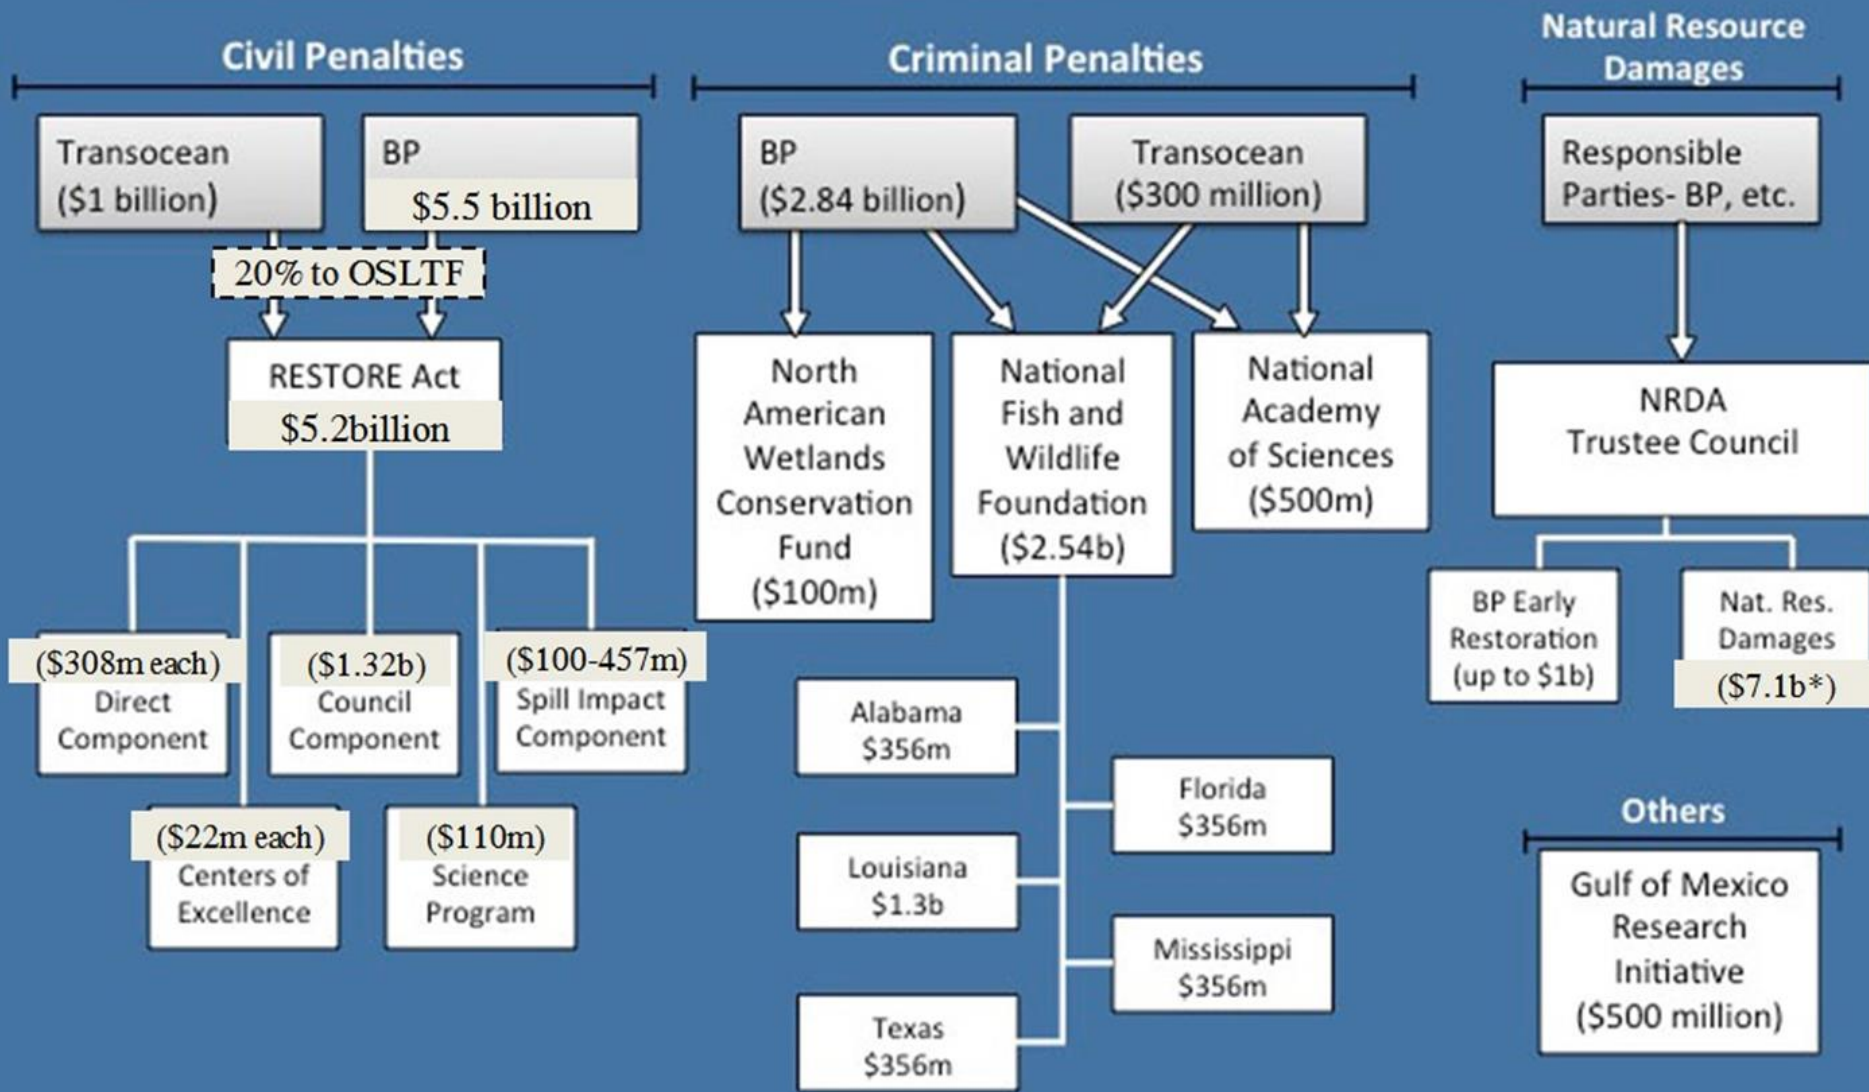 Civil Penalties
Transocean
($1 billion)
BP
$5.5 billion
20% to OSLTF
RESTORE Act
$5.2billion
($308m each)
Direct
Component
($1.32b)
Council
Component
($100-457m)
Spill Impact
Component
($22m each)
Centers of
Excellence
($110m)
Science
Program
Criminal Penalties
BP
($2.84 billion)
Transocean
($300 million)
North
American
Wetlands
Conservation
Fund
($100m)
National
Fish and
Wildlife
Foundation
($2.54b)
National
Academy
of Sciences
($500m)
Alabama
$356m
Florida
$356m
Louisiana
$1.3b
Mississippi
$356m
Texas
$356m
Natural Resource
Damages
Responsible
Parties- BP, etc.
NRDA
Trustee Council
BP Early
Restoration
(up to $1b)
Nat. Res.
Damages
($7.1b*)
Others
Gulf of Mexico
Research
Initiative
($500 million)